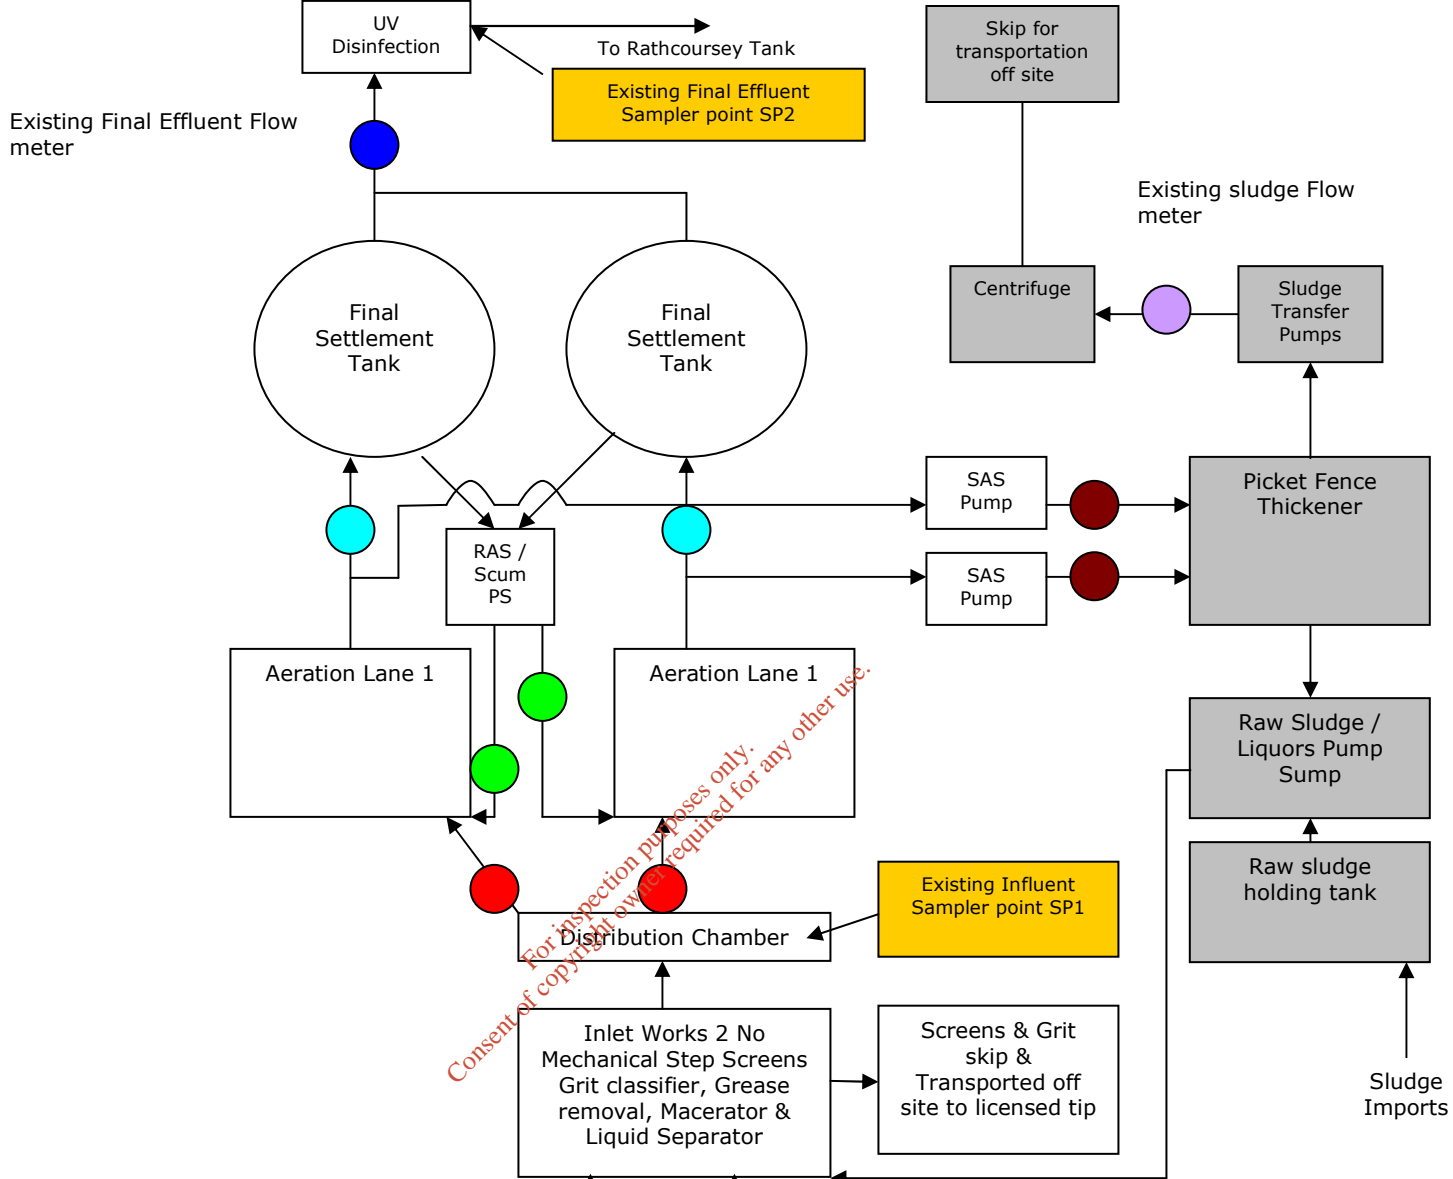 UV
Disinfection
To Rathcoursey Tank
Existing Final Effluent
Sampler point SP2
Skip for
transportation
off site
Existing Final Effluent Flow
meter
Existing sludge Flow
meter
Final
Settlement
Tank
Final
Settlement
Tank
Centrifuge
Sludge
Transfer
Pumps
SAS
Pump
Picket Fence
Thickener
RAS /
Scum
PS
SAS
Pump
Aeration Lane 1
Aeration Lane 1
Raw Sludge /
Liquors Pump
Sump
Existing Influent
Sampler point SP1
Raw sludge
holding tank
Distribution Chamber
Inlet Works 2 No
Mechanical Step Screens
Grit classifier, Grease
removal, Macerator &
Liquid Separator
Screens & Grit
skip &
Transported off
site to licensed tip
Sludge
Imports
For inspection purposes only.
Consent of copyright owner required for any other use.